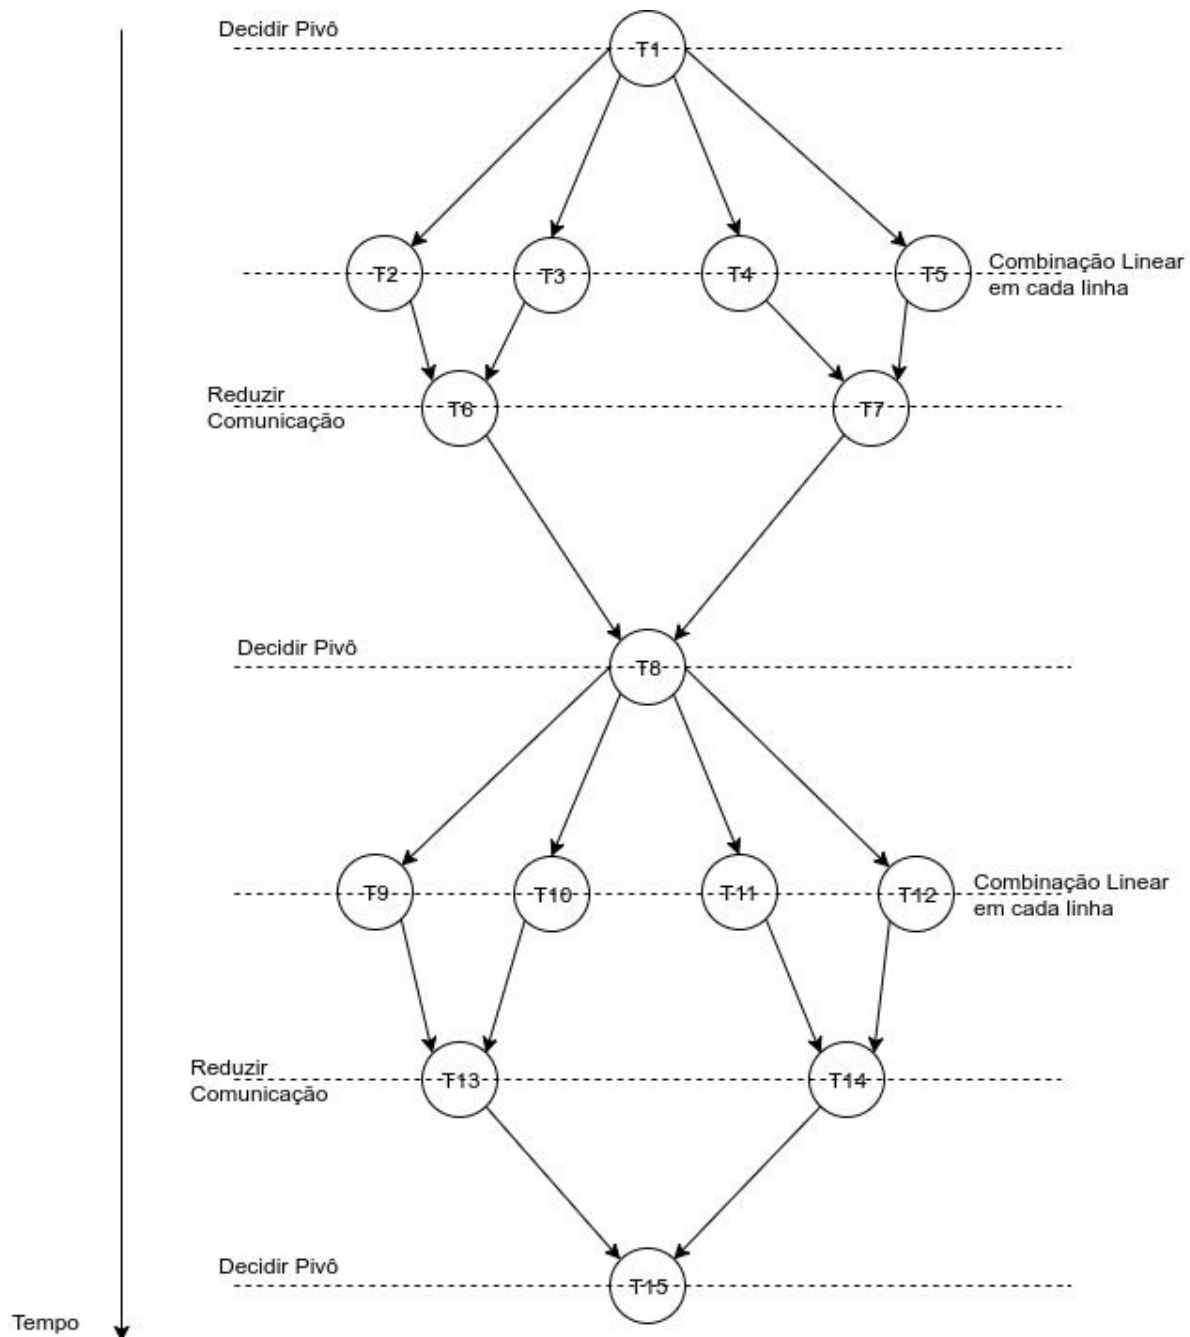 Decidir Pivô
T1
T2
T3
T4
T5
Combinação Linear
em cada linha
Reduzir
Comunicação
T6
T7
Decidir Pivô
T8
T9
T10
T11
T12
Combinação Linear
em cada linha
Reduzir
Comunicação
T13
T14
Decidir Pivô
T15
Tempo